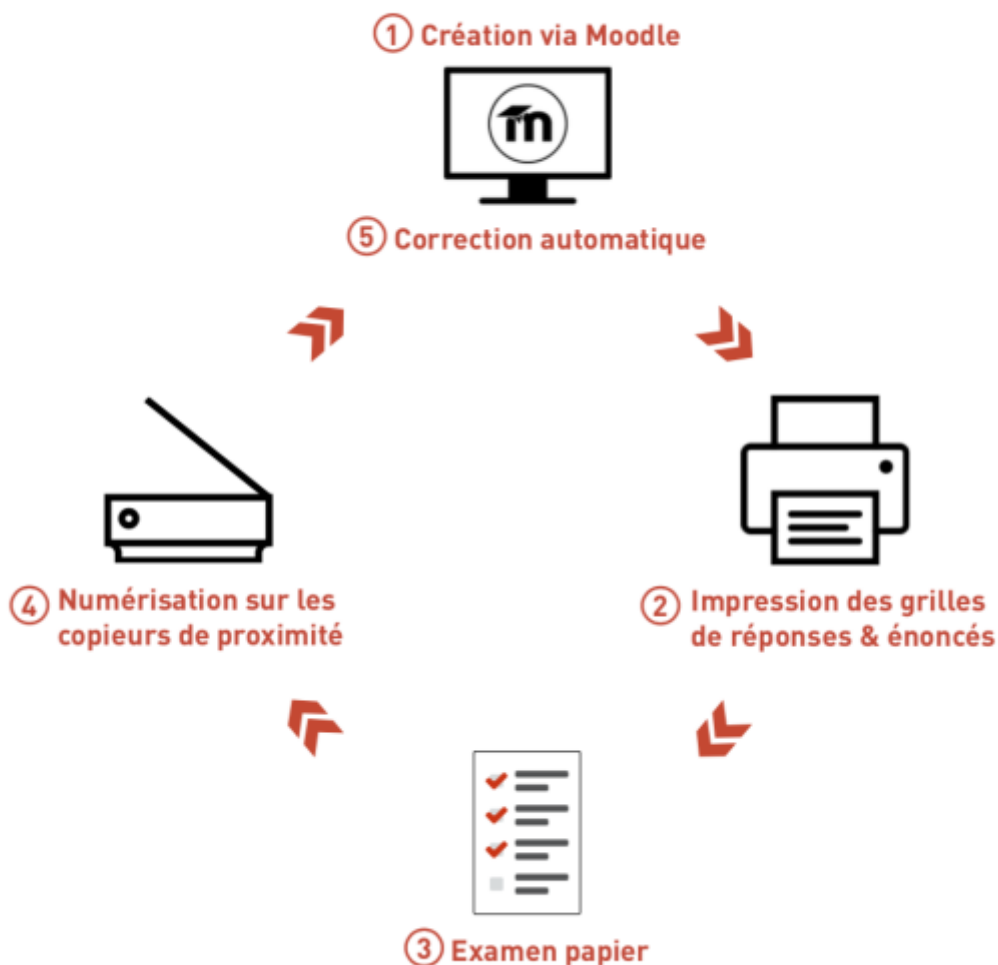 ① Création via Moodle
m
⑤ Correction automatique
② Impression des grilles
de réponses & énoncés
③ Examen papier
④ Numérisation sur les
copieurs de proximité